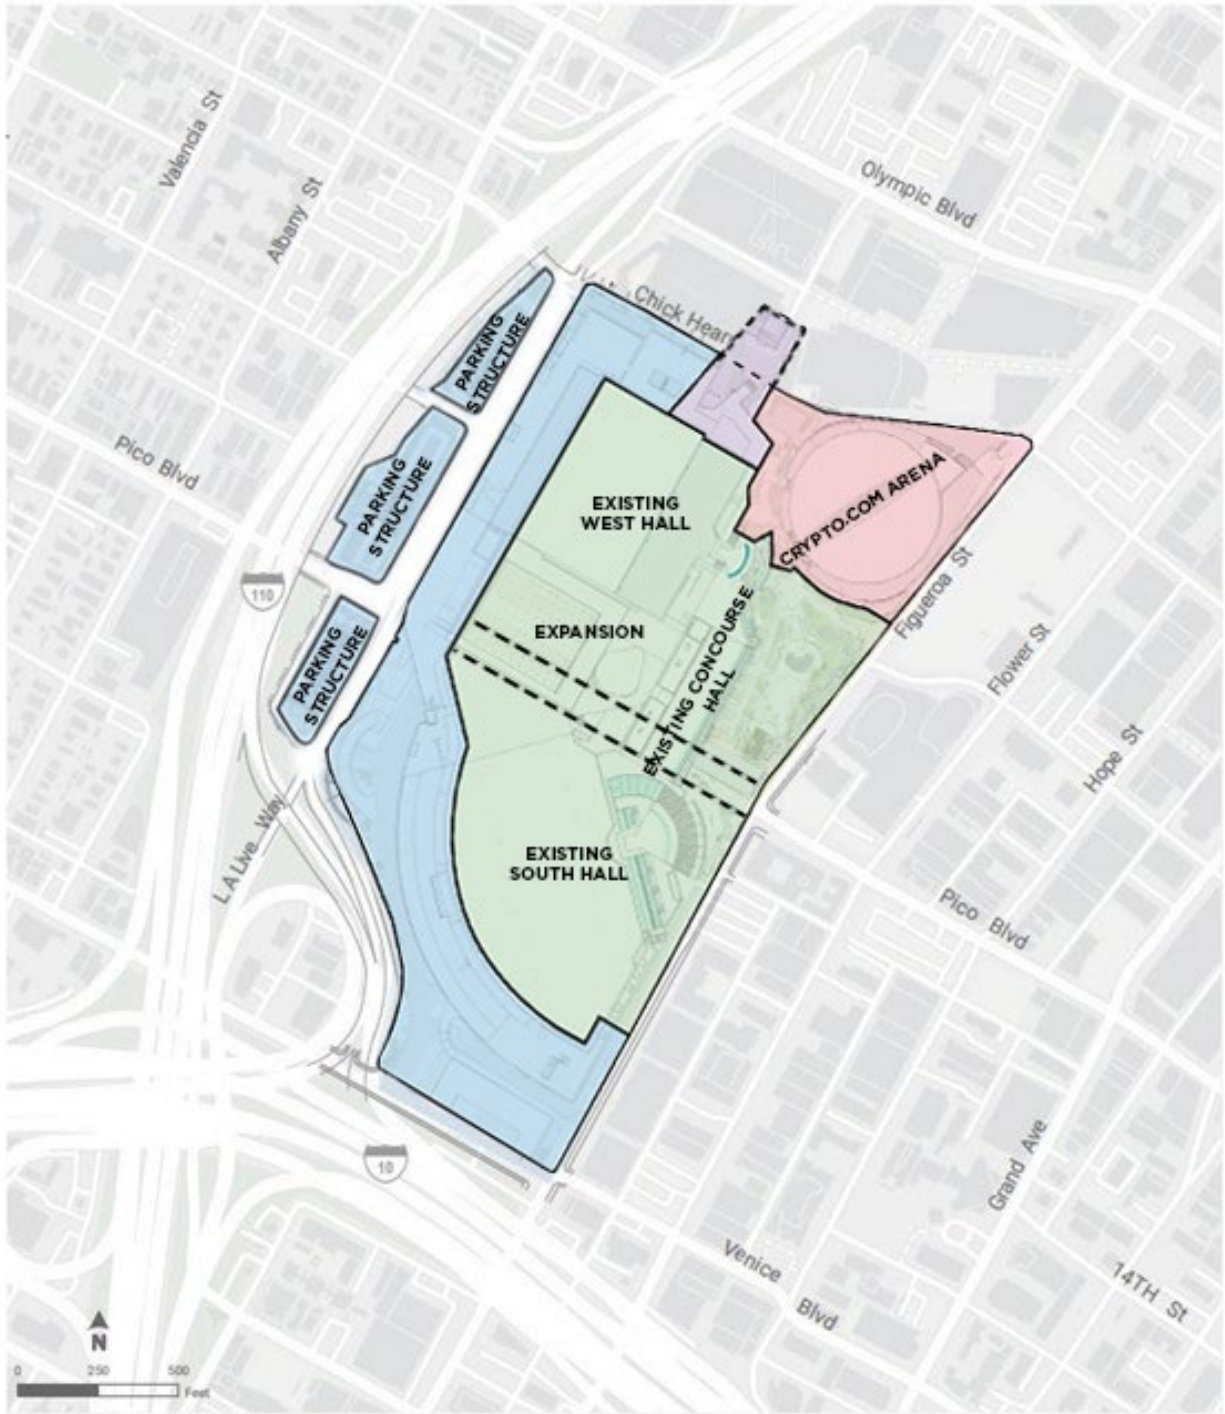 Valencia St
Albany St
Olympic Blvd
Chick Hear
PARKING
STRUCTURE
PARKING
STRUCTURE
Pico Blvd
EXISTING
WEST HALL
CRYPTO.COM ARENA
110
Figueroa St
EXPANSION
EXISTING CONCOURSE
HALL
Flower St
PARKING
STRUCTURE
Hope St
L A Live Way
EXISTING
SOUTH HALL
Pico Blvd
10
Grand Ave
Venice Blvd
14TH St
N
0 250 500
Feet